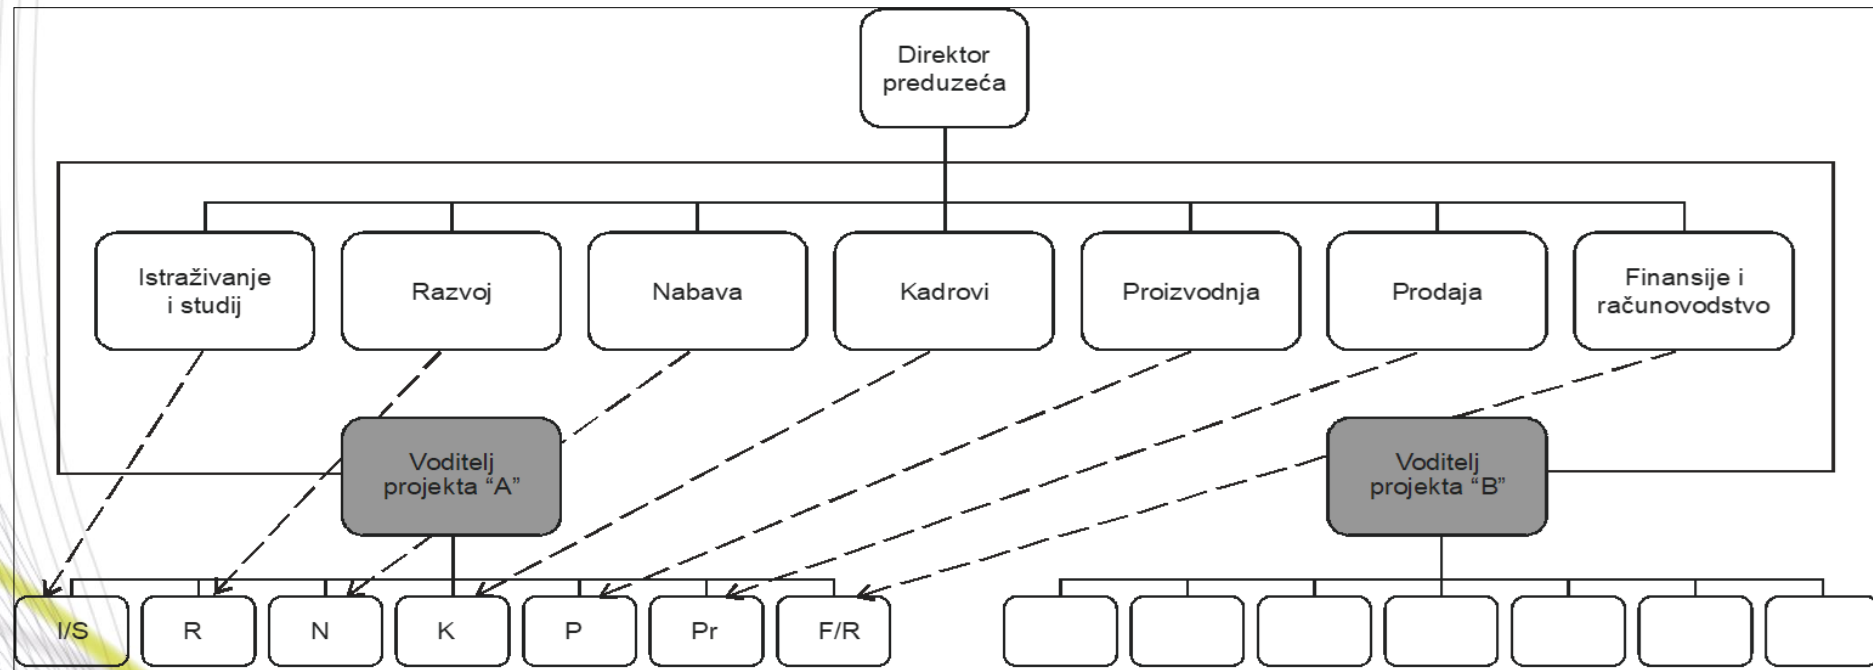 Direktor
preduzeća
Istraživanje
i studij
Razvoj
Nabava
Kadrovi
Proizvodnja
Prodaja
Finansije i
računovodstvo
Voditelj
projekta “A”
Voditelj
projekta “B”
I/S
R
N
K
P
Pr
F/R